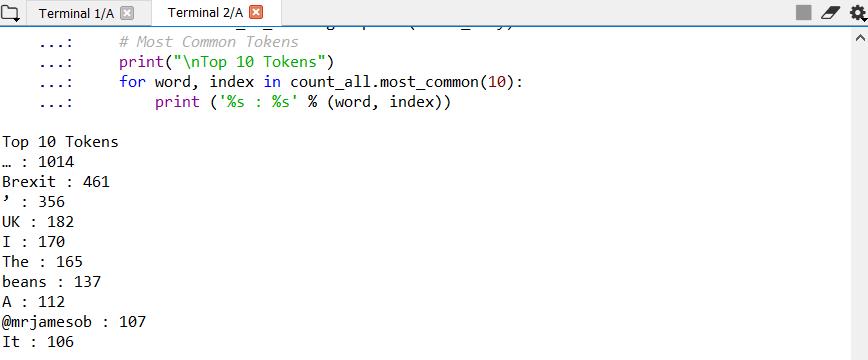 Terminal 1/A Terminal 2/A
...: # Most Common Tokens
...: print("\nTop 10 Tokens")
...: for word, index in count_all.most_common(10):
...: print ('%s : %s' % (word, index))
Top 10 Tokens
… : 1014
Brexit : 461
’ : 356
UK : 182
I : 170
The : 165
beans : 137
A : 112
@mrjamesob : 107
It : 106